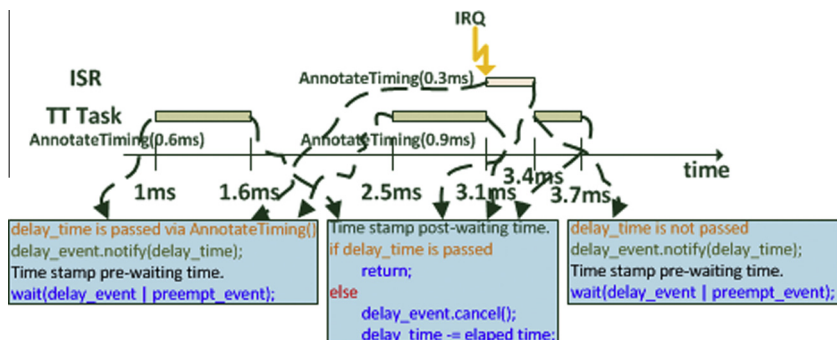 IRQ
ISR
AnnotateTiming(0.3ms)
TT Task
AnnotateTiming(0.6ms)
AnnotateTiming(0.9ms)
time
1ms
1.6ms
2.5ms
3.1ms
3.4ms
3.7ms
delay_time is passed via AnnotateTiming()
delay_event.notify(delay_time);
Time stamp pre-waiting time.
wait(delay_event | preempt_event);
Time stamp post-waiting time.
if delay_time is passed
return;
else
delay_event.cancel();
delay_time -= elaped time;
delay_time is not passed
delay_event.notify(delay_time);
Time stamp pre-waiting time.
wait(delay_event | preempt_event);